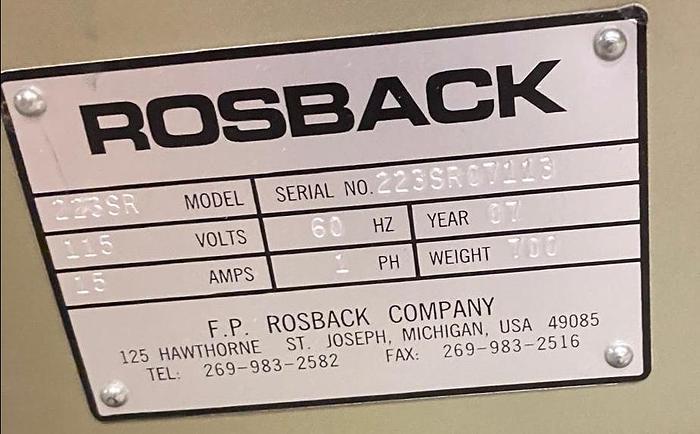 ROSBACK
223SR MODEL SERIAL NO. 223SR07113
115 VOLTS 60 HZ YEAR 07
15 AMPS 1 PH WEIGHT 700
F.P. ROSBACK COMPANY
125 HAWTHORNE ST. JOSEPH, MICHIGAN, USA 49085
TEL: 269-983-2582 FAX: 269-983-2516